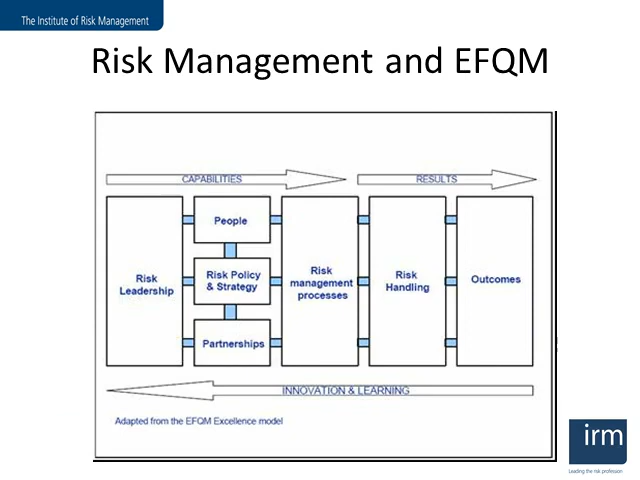 The Institute of Risk Management
Risk Management and EFQM
CAPABILITIES
RESULTS
Risk
Leadership
People
Risk Policy
& Strategy
Partnerships
Risk
management
processes
Risk
Handling
Outcomes
INNOVATION & LEARNING
Adapted from the EFQM Excellence model
irm
Leading the risk profession